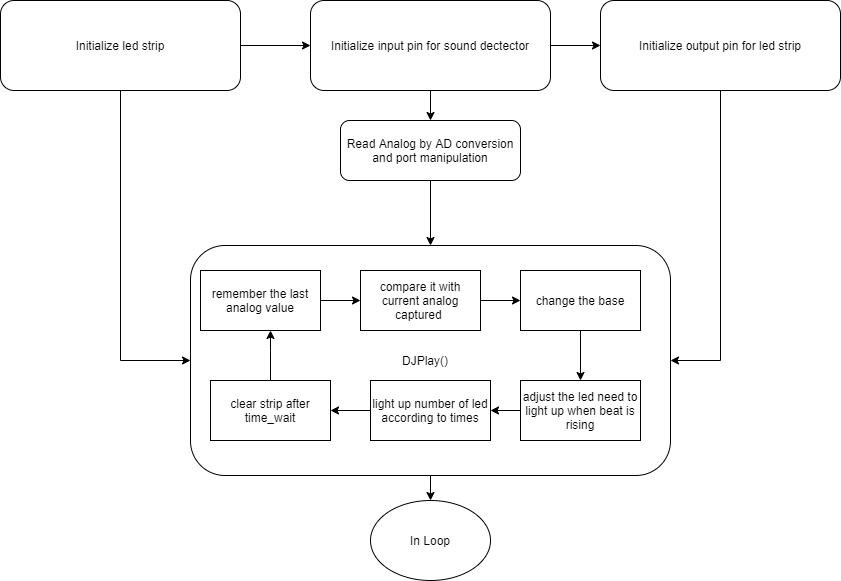 Initialize led strip
Initialize input pin for sound dectector
Initialize output pin for led strip
Read Analog by AD conversion
and port manipulation
remember the last
analog value
compare it with
current analog
captured
change the base
DJPlay()
clear strip after
time_wait
light up number of led
according to times
adjust the led need to
light up when beat is
rising
In Loop